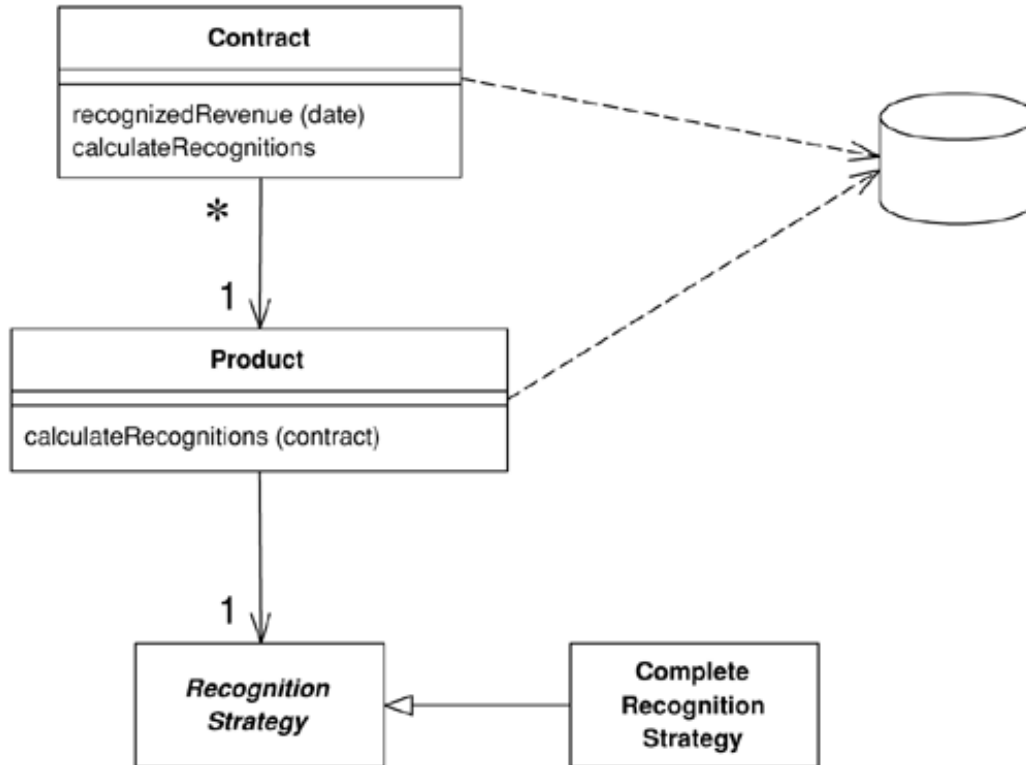 Contract
recognizedRevenue (date)
calculateRecognitions
*
1
Product
calculateRecognitions (contract)
1
Recognition
Strategy
Complete
Recognition
Strategy